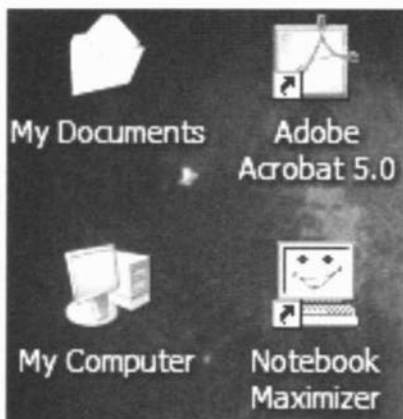 My Documents
Adobe
Acrobat 5.0
My Computer
Notebook
Maximizer